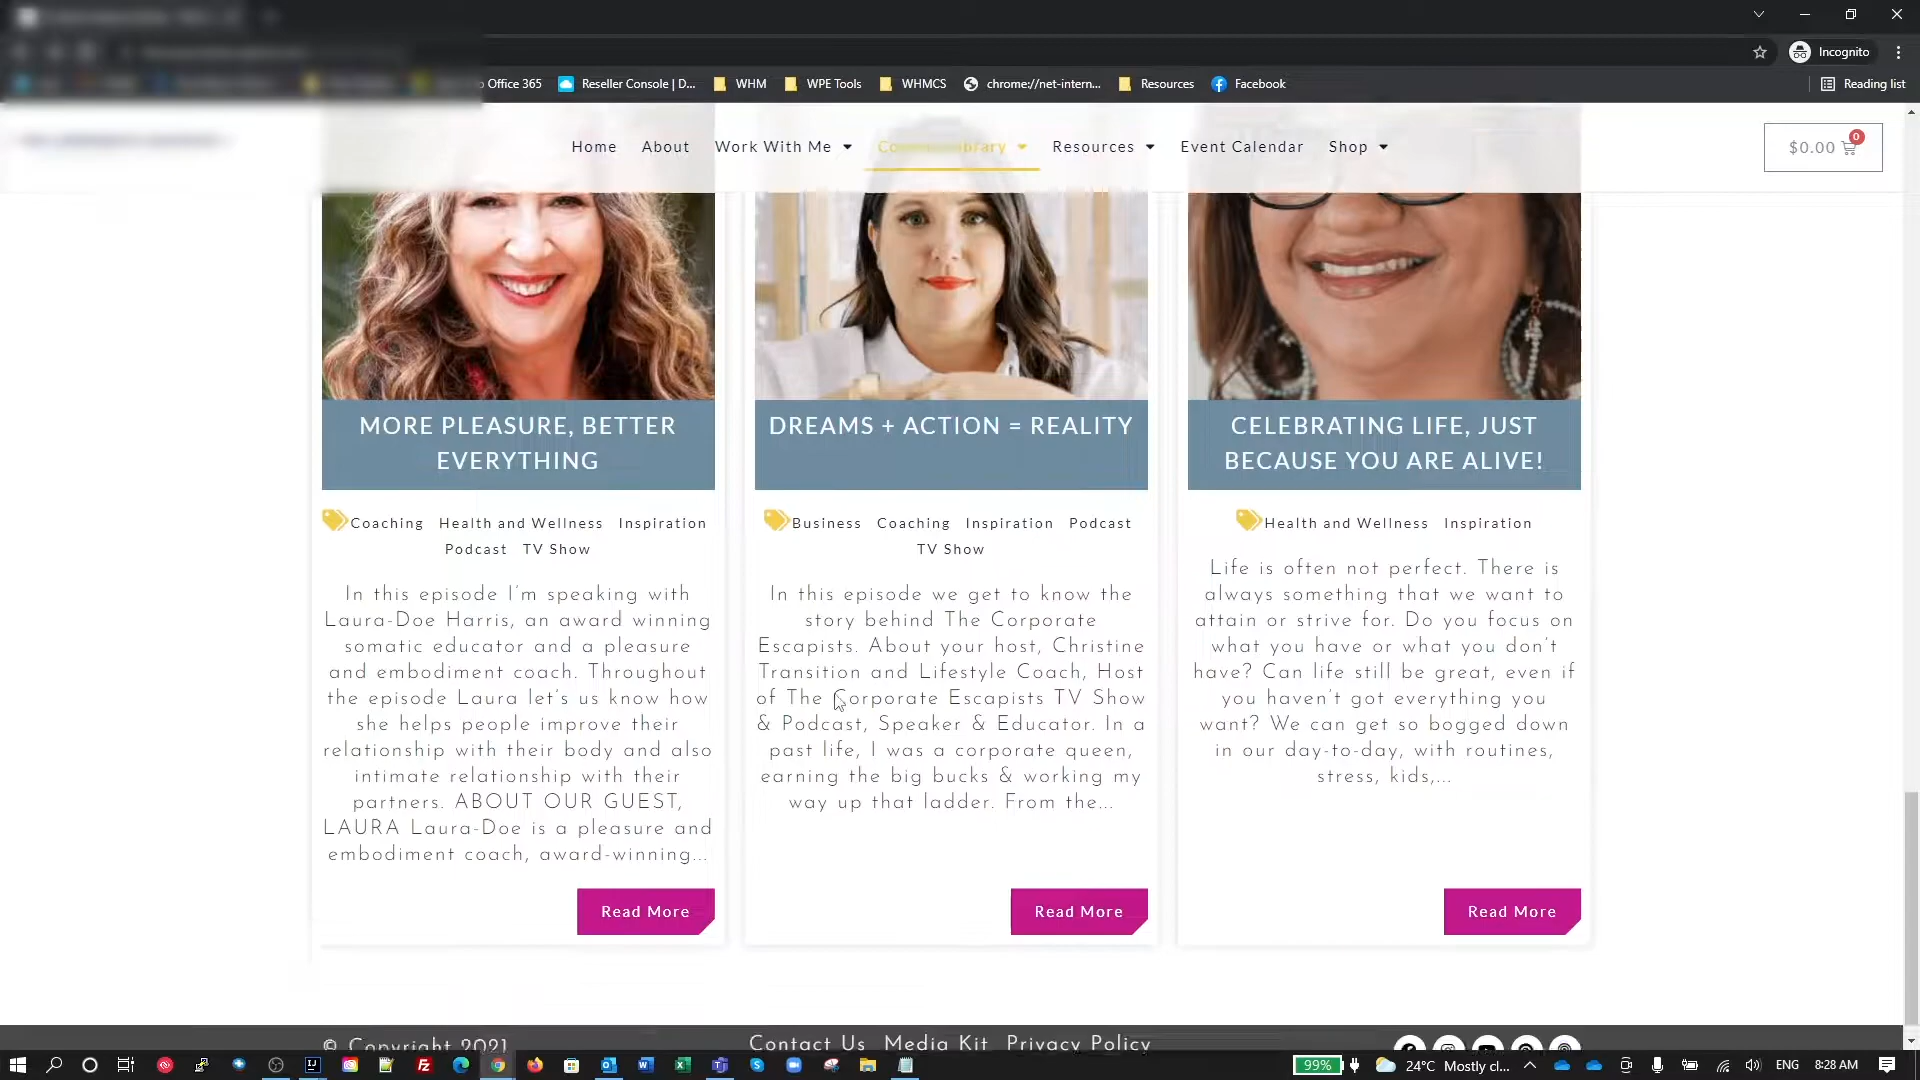 Incognito
Office 365
Reseller Console | D...
WHM
WPE Tools
WHMCS
chrome://net-intern...
Resources
Facebook
Reading list
Home
About
Work With Me
Resources
Event Calendar
Shop
$0.00
0
MORE PLEASURE, BETTER
EVERYTHING
Coaching Health and Wellness Inspiration
Podcast TV Show
In this episode I'm speaking with
Laura-Doe Harris, an award winning
somatic educator and a pleasure
and embodiment coach. Throughout
the episode Laura let's us know how
she helps people improve their
relationship with their body and also
intimate relationship with their
partners. ABOUT OUR GUEST,
LAURA Laura-Doe is a pleasure and
embodiment coach, award-winning...
Read More
DREAMS + ACTION = REALITY
Business Coaching Inspiration Podcast
TV Show
In this episode we get to know the
story behind The Corporate
Escapists. About your host, Christine
Transition and Lifestyle Coach, Host
of The Corporate Escapists TV Show
& Podcast, Speaker & Educator. In a
past life, I was a corporate queen,
earning the big bucks & working my
way up that ladder. From the...
Read More
CELEBRATING LIFE, JUST
BECAUSE YOU ARE ALIVE!
Health and Wellness Inspiration
Life is often not perfect. There is
always something that we want to
attain or strive for. Do you focus on
what you have or what you don't
have? Can life still be great, even if
you haven't got everything you
want? We can get so bogged down
in our day-to-day, with routines,
stress, kids,...
Read More
© Copyright 2021
Contact Us Media Kit Privacy Policy
99%
24°C Mostly cl...
ENG
8:28 AM